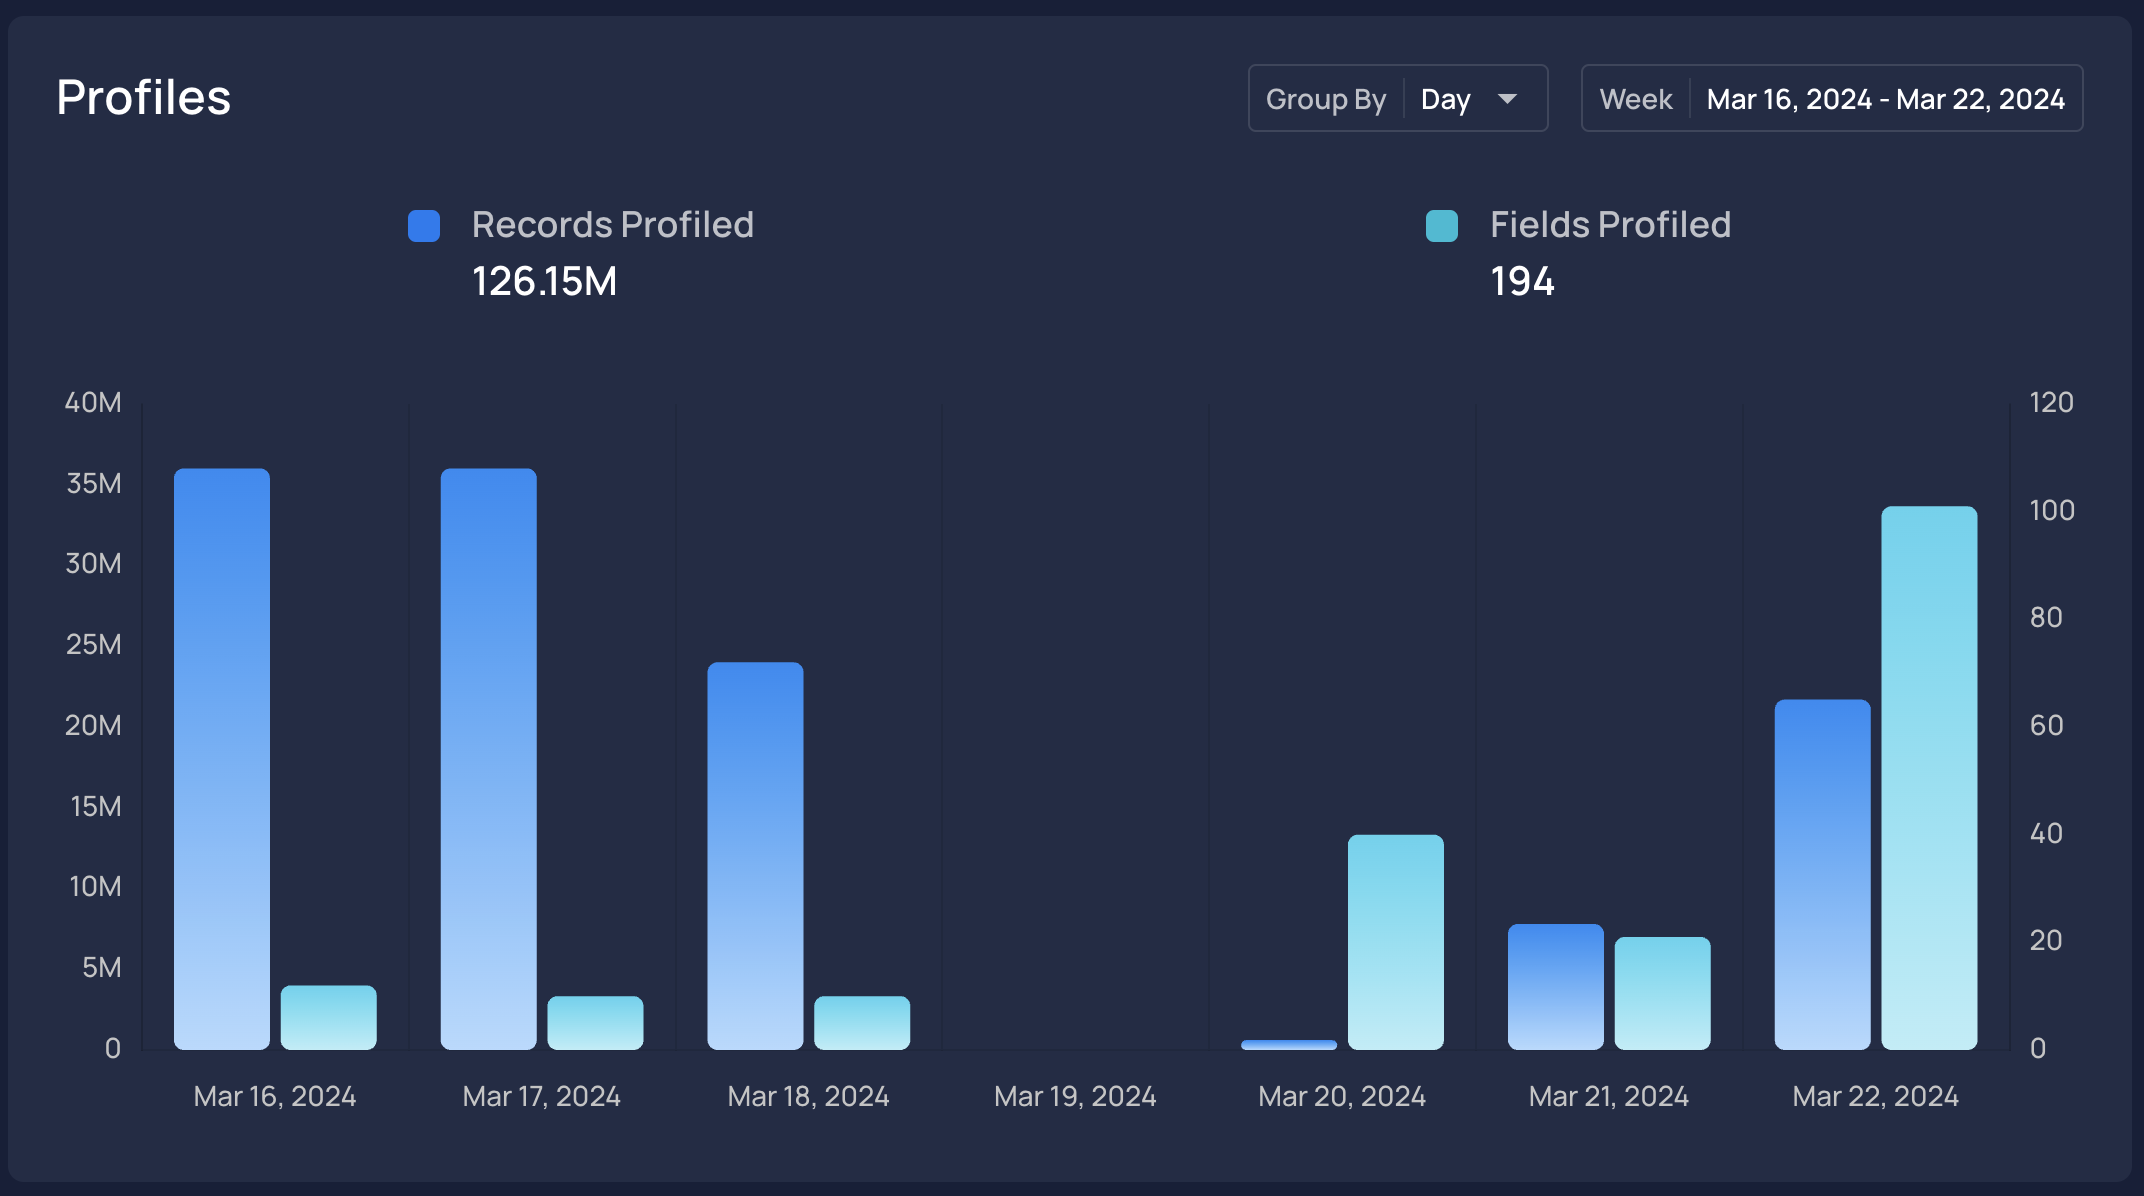 Profiles
Group By Day
Week Mar 16, 2024 - Mar 22, 2024
Records Profiled
126.15M
Fields Profiled
194
40M
35M
30M
25M
20M
15M
10M
5M
0
120
100
80
60
40
20
0
Mar 16, 2024
Mar 17, 2024
Mar 18, 2024
Mar 19, 2024
Mar 20, 2024
Mar 21, 2024
Mar 22, 2024